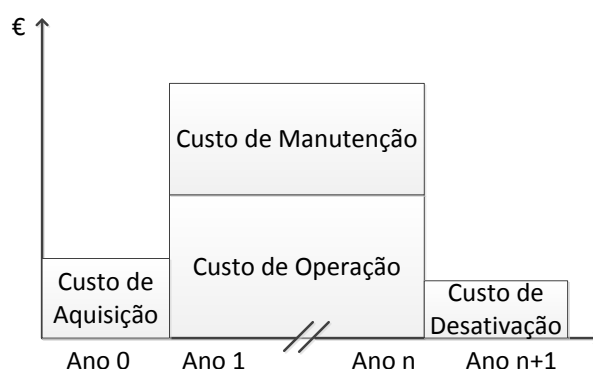 €
Custo de Manutenção
Custo de Operação
Custo de
Aquisição
Custo de
Desativação
Ano 0
Ano 1
Ano n
Ano n+1